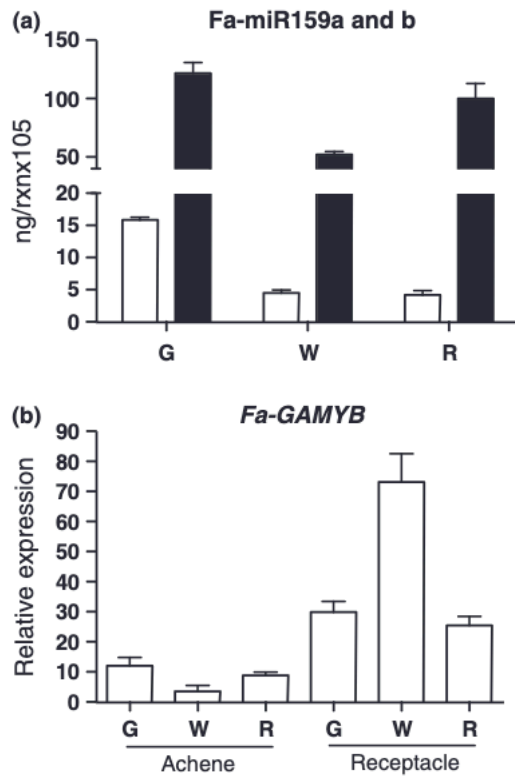 (a) Fa-miR159a and b
150
100
50
20
15
10
5
0
ng/rxnx105
G W R
(b) Fa-GAMYB
90
80
70
60
50
40
30
20
10
0
Relative expression
G W R G W R
Achene Receptacle